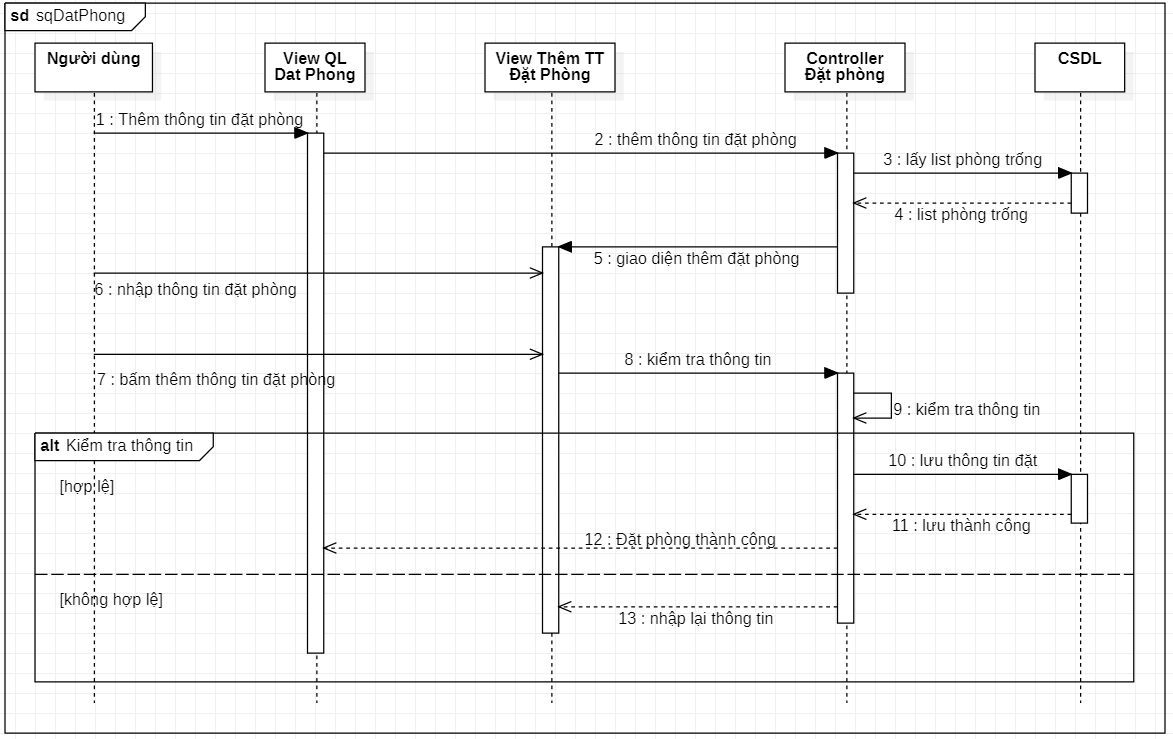 sd sqDatPhong
Người dùng
View QL
Dat Phong
View Thêm TT
Đặt Phòng
Controller
Đặt phòng
CSDL
1 : Thêm thông tin đặt phòng
2 : thêm thông tin đặt phòng
3 : lấy list phòng trống
4 : list phòng trống
5 : giao diện thêm đặt phòng
6 : nhập thông tin đặt phòng
7 : bấm thêm thông tin đặt phòng
8 : kiểm tra thông tin
9 : kiểm tra thông tin
alt Kiểm tra thông tin
[hợp lệ]
10 : lưu thông tin đặt
11 : lưu thành công
12 : Đặt phòng thành công
[không hợp lệ]
13 : nhập lại thông tin